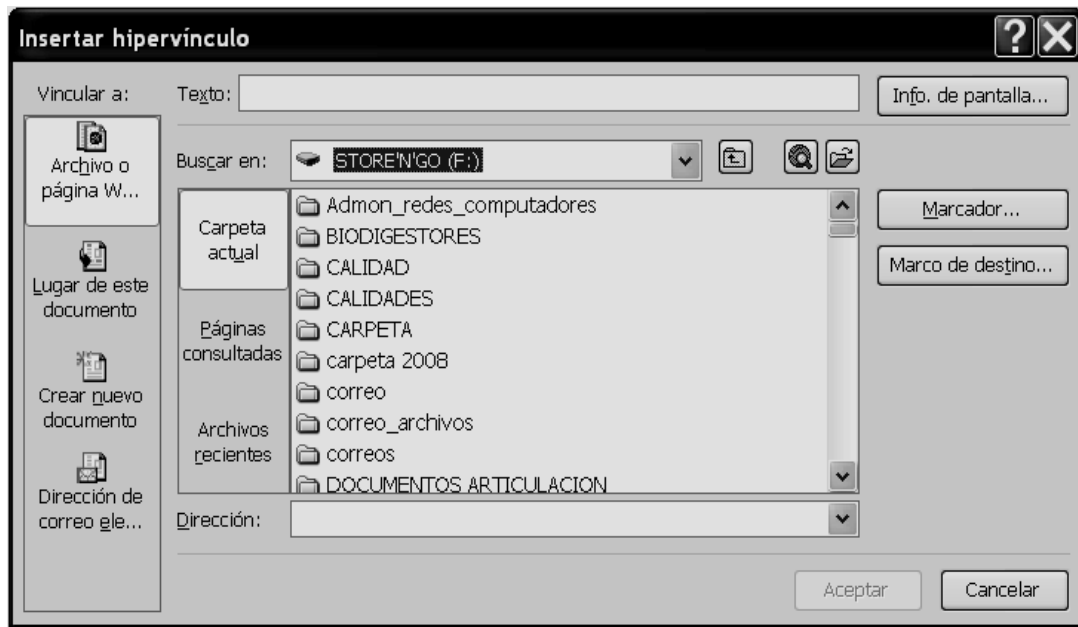 Insertar hipervínculo
Vincular a:
Texto:
Info. de pantalla...
Archivo o
página W...
Lugar de este
documento
Crear nuevo
documento
Dirección de
correo ele...
Buscar en:
STORE'N'GO (F:)
Carpeta
actual
Páginas
consultadas
Archivos
recientes
Admon_redes_computadores
BIODIGESTORES
CALIDAD
CALIDADES
CARPETA
carpeta 2008
correo
correo_archivos
correos
DOCUMENTOS ARTICULACION
Marcador...
Marco de destino...
Dirección:
Aceptar
Cancelar